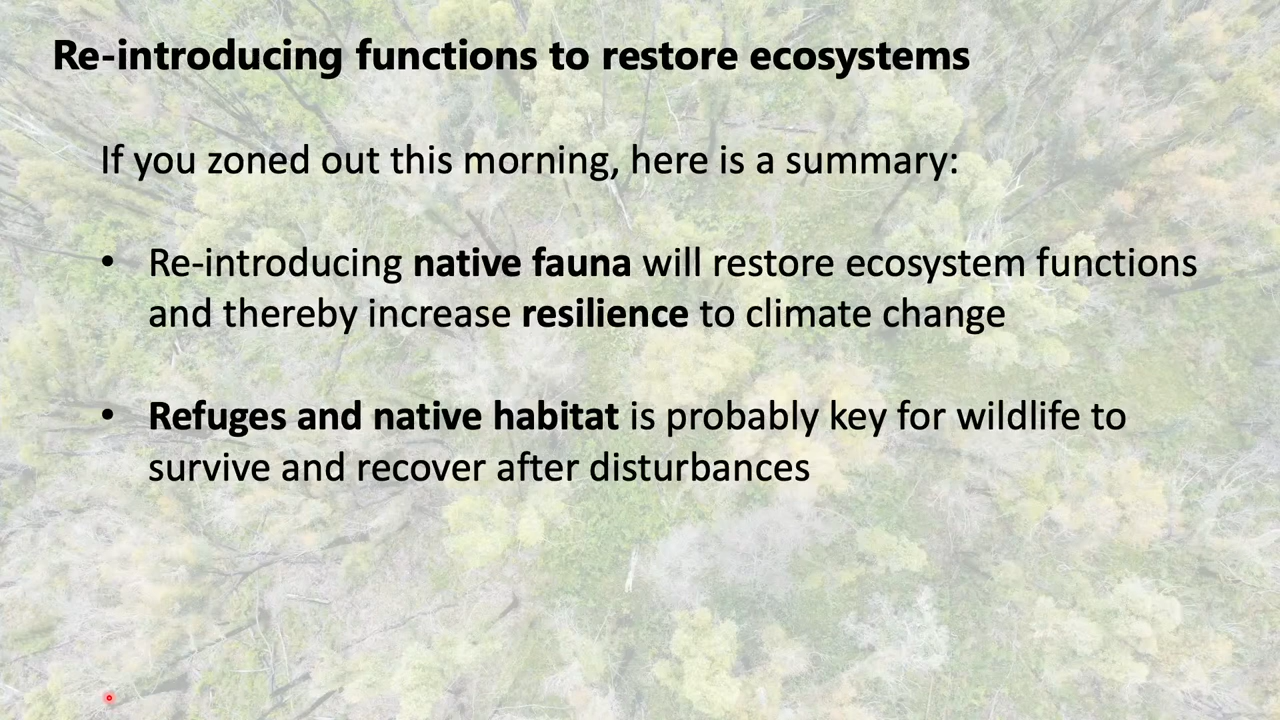 Re-introducing functions to restore ecosystems
If you zoned out this morning, here is a summary:
• Re-introducing native fauna will restore ecosystem functions
and thereby increase resilience to climate change
• Refuges and native habitat is probably key for wildlife to
survive and recover after disturbances